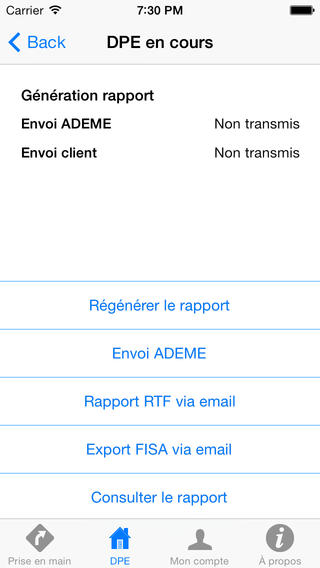 Carrier 7:30 PM
Back DPE en cours
Génération rapport
Envoi ADEME Non transmis
Envoi client Non transmis
Régénérer le rapport
Envoi ADEME
Rapport RTF via email
Export FISA via email
Consulter le rapport
Prise en main DPE Mon compte À propos